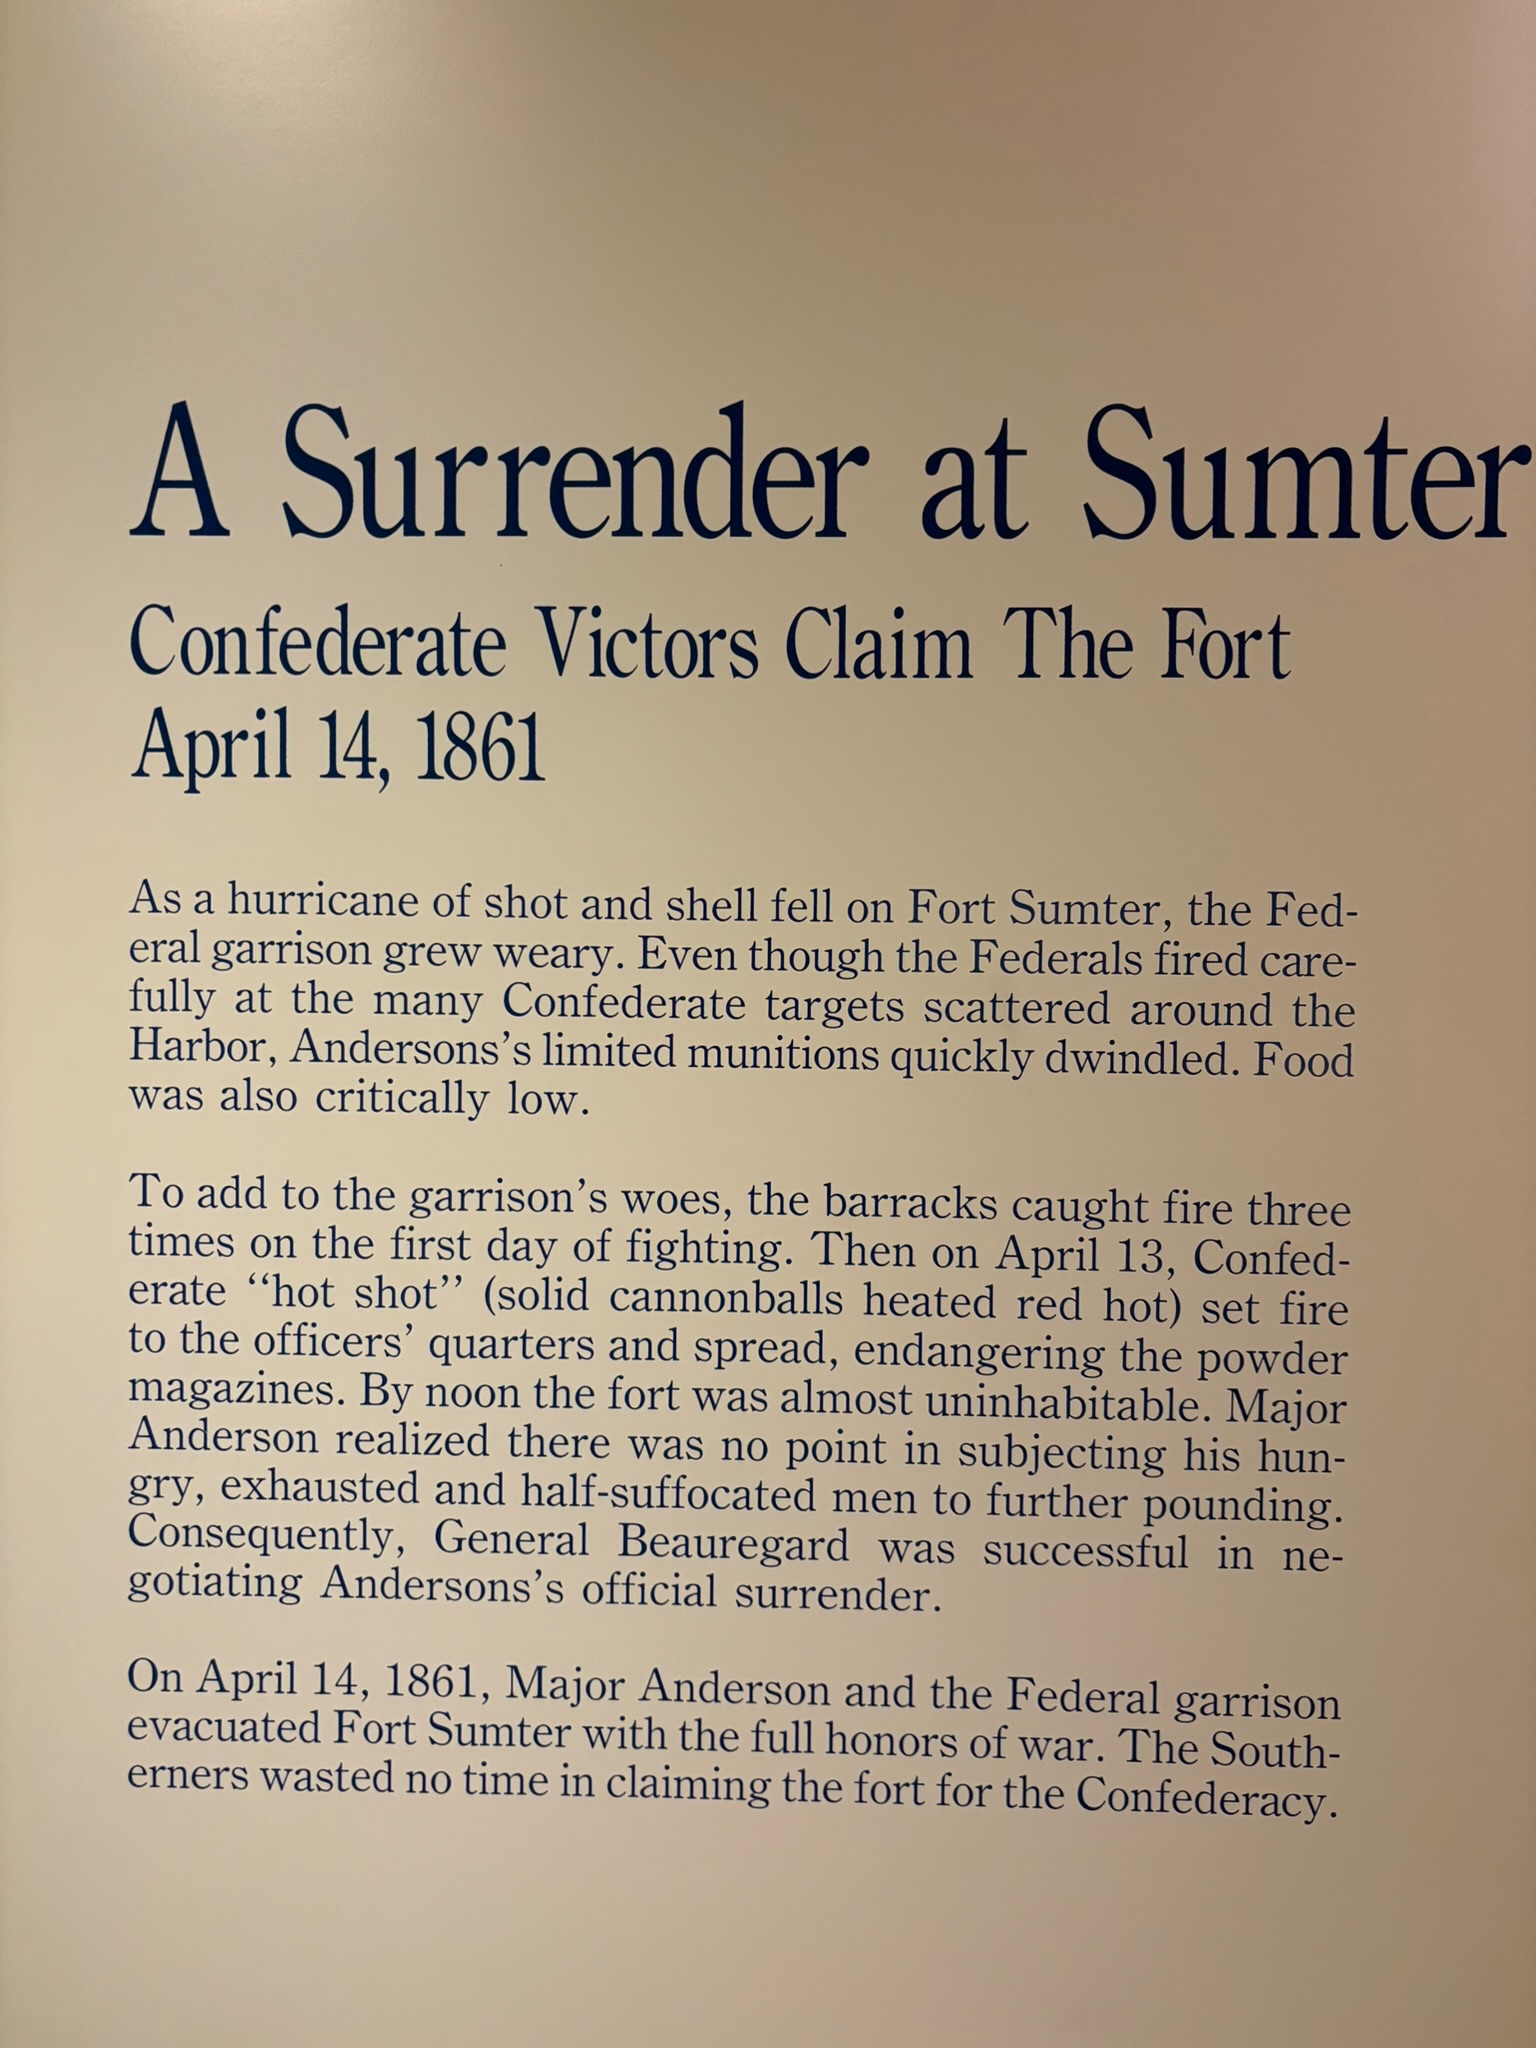 A Surrender at Sumter
Confederate Victors Claim The Fort
April 14, 1861
As a hurricane of shot and shell fell on Fort Sumter, the Fed-
eral garrison grew weary. Even though the Federals fired care-
fully at the many Confederate targets scattered around the
Harbor, Andersons's limited munitions quickly dwindled. Food
was also critically low.
To add to the garrison's woes, the barracks caught fire three
times on the first day of fighting. Then on April 13, Confed-
erate “hot shot” (solid cannonballs heated red hot) set fire
to the officers' quarters and spread, endangering the powder
magazines. By noon the fort was almost uninhabitable. Major
Anderson realized there was no point in subjecting his hun-
gry, exhausted and half-suffocated men to further pounding.
Consequently, General Beauregard was successful in ne-
gotiating Andersons's official surrender.
On April 14, 1861, Major Anderson and the Federal garrison
evacuated Fort Sumter with the full honors of war. The South-
erners wasted no time in claiming the fort for the Confederacy.